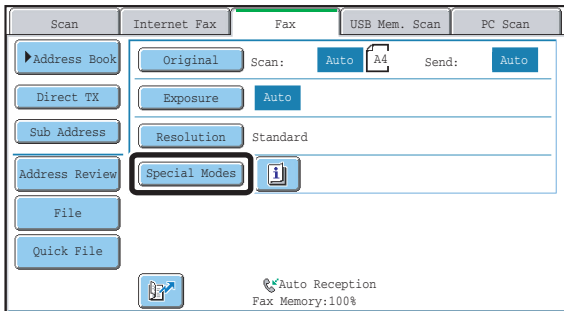 Scan Internet Fax Fax USB Mem. Scan PC Scan
Address Book Original Scan: Auto A4 Send: Auto
Direct TX Exposure Auto
Sub Address Resolution Standard
Address Review Special Modes
File
Quick File
Auto Reception
Fax Memory:100%